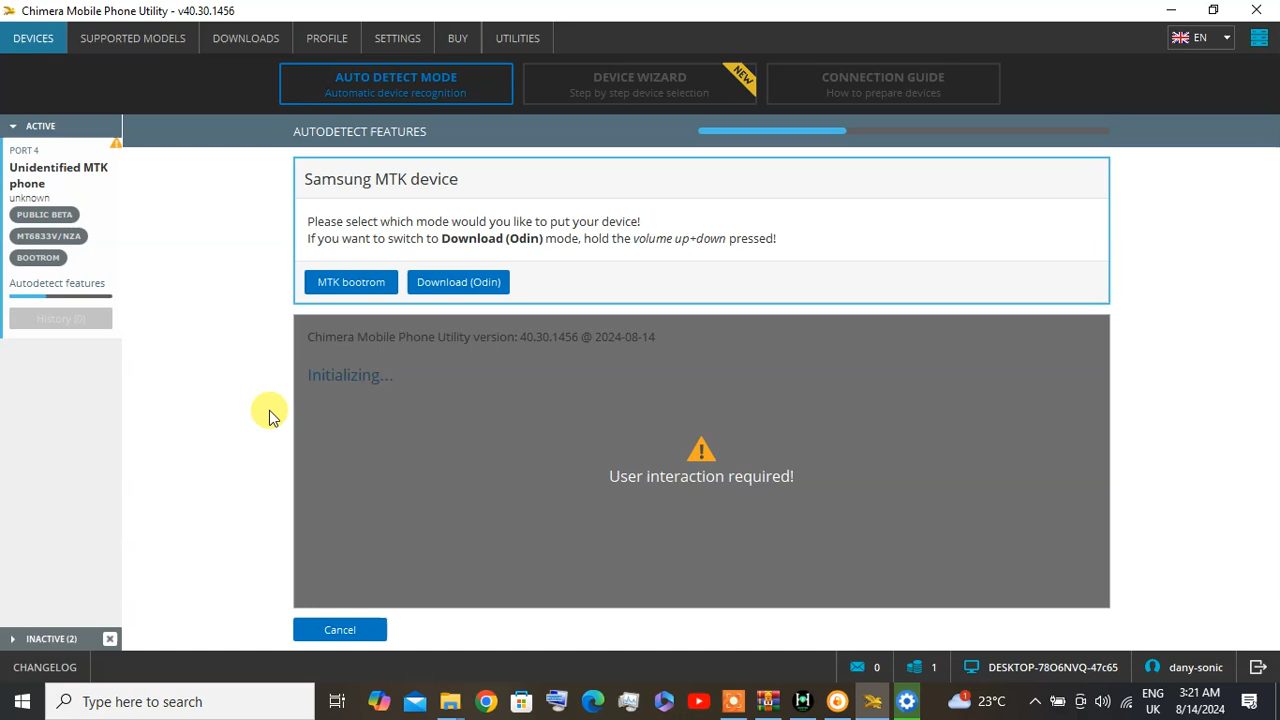 Chimera Mobile Phone Utility - v40.30.1456
DEVICES
SUPPORTED MODELS
DOWNLOADS
PROFILE
SETTINGS
BUY
UTILITIES
EN
AUTO DETECT MODE
Automatic device recognition
DEVICE WIZARD
Step by step device selection
NEW
CONNECTION GUIDE
How to prepare devices
ACTIVE
AUTODETECT FEATURES
PORT 4
Unidentified MTK
phone
unknown
PUBLIC BETA
MT6833V/NZA
BOOTROM
Autodetect features
History (0)
Samsung MTK device
Please select which mode would you like to put your device!
If you want to switch to Download (Odin) mode, hold the volume up+down pressed!
MTK bootrom
Download (Odin)
Chimera Mobile Phone Utility version: 40.30.1456 @ 2024-08-14
Initializing...
User interaction required!
Cancel
INACTIVE (2)
CHANGELOG
0
1
DESKTOP-78O6NVQ-47c65
dany-sonic
Type here to search
1
23°C
ENG
UK
3:21 AM
8/14/2024